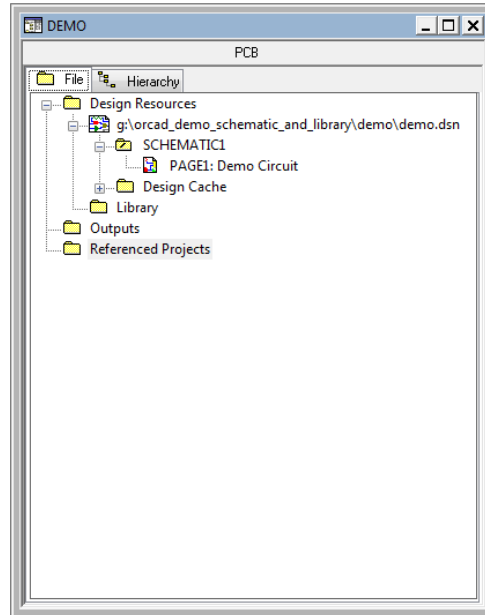 DEMO
PCB
File Hierarchy
Design Resources
g:\orcad_demo_schematic_and_library\demo\demo.dsn
SCHEMATIC1
PAGE1: Demo Circuit
Design Cache
Library
Outputs
Referenced Projects